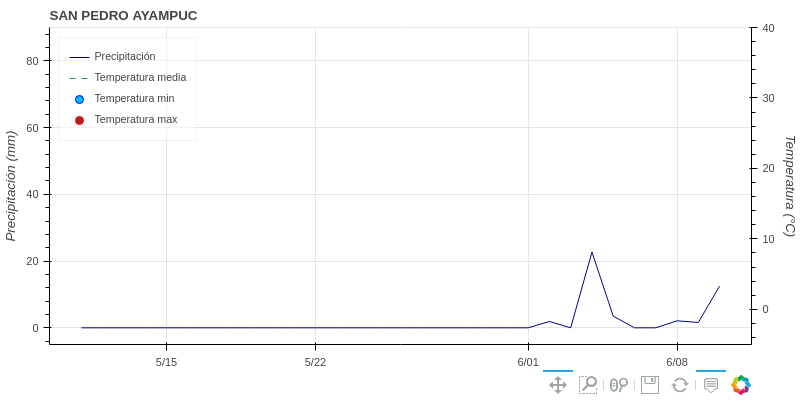 SAN PEDRO AYAMPUC
Precipitación
Temperatura media
Temperatura min
Temperatura max
Precipitación (mm)
80
60
40
20
0
Temperatura (°C)
40
30
20
10
0
5/15
5/22
6/01
6/08